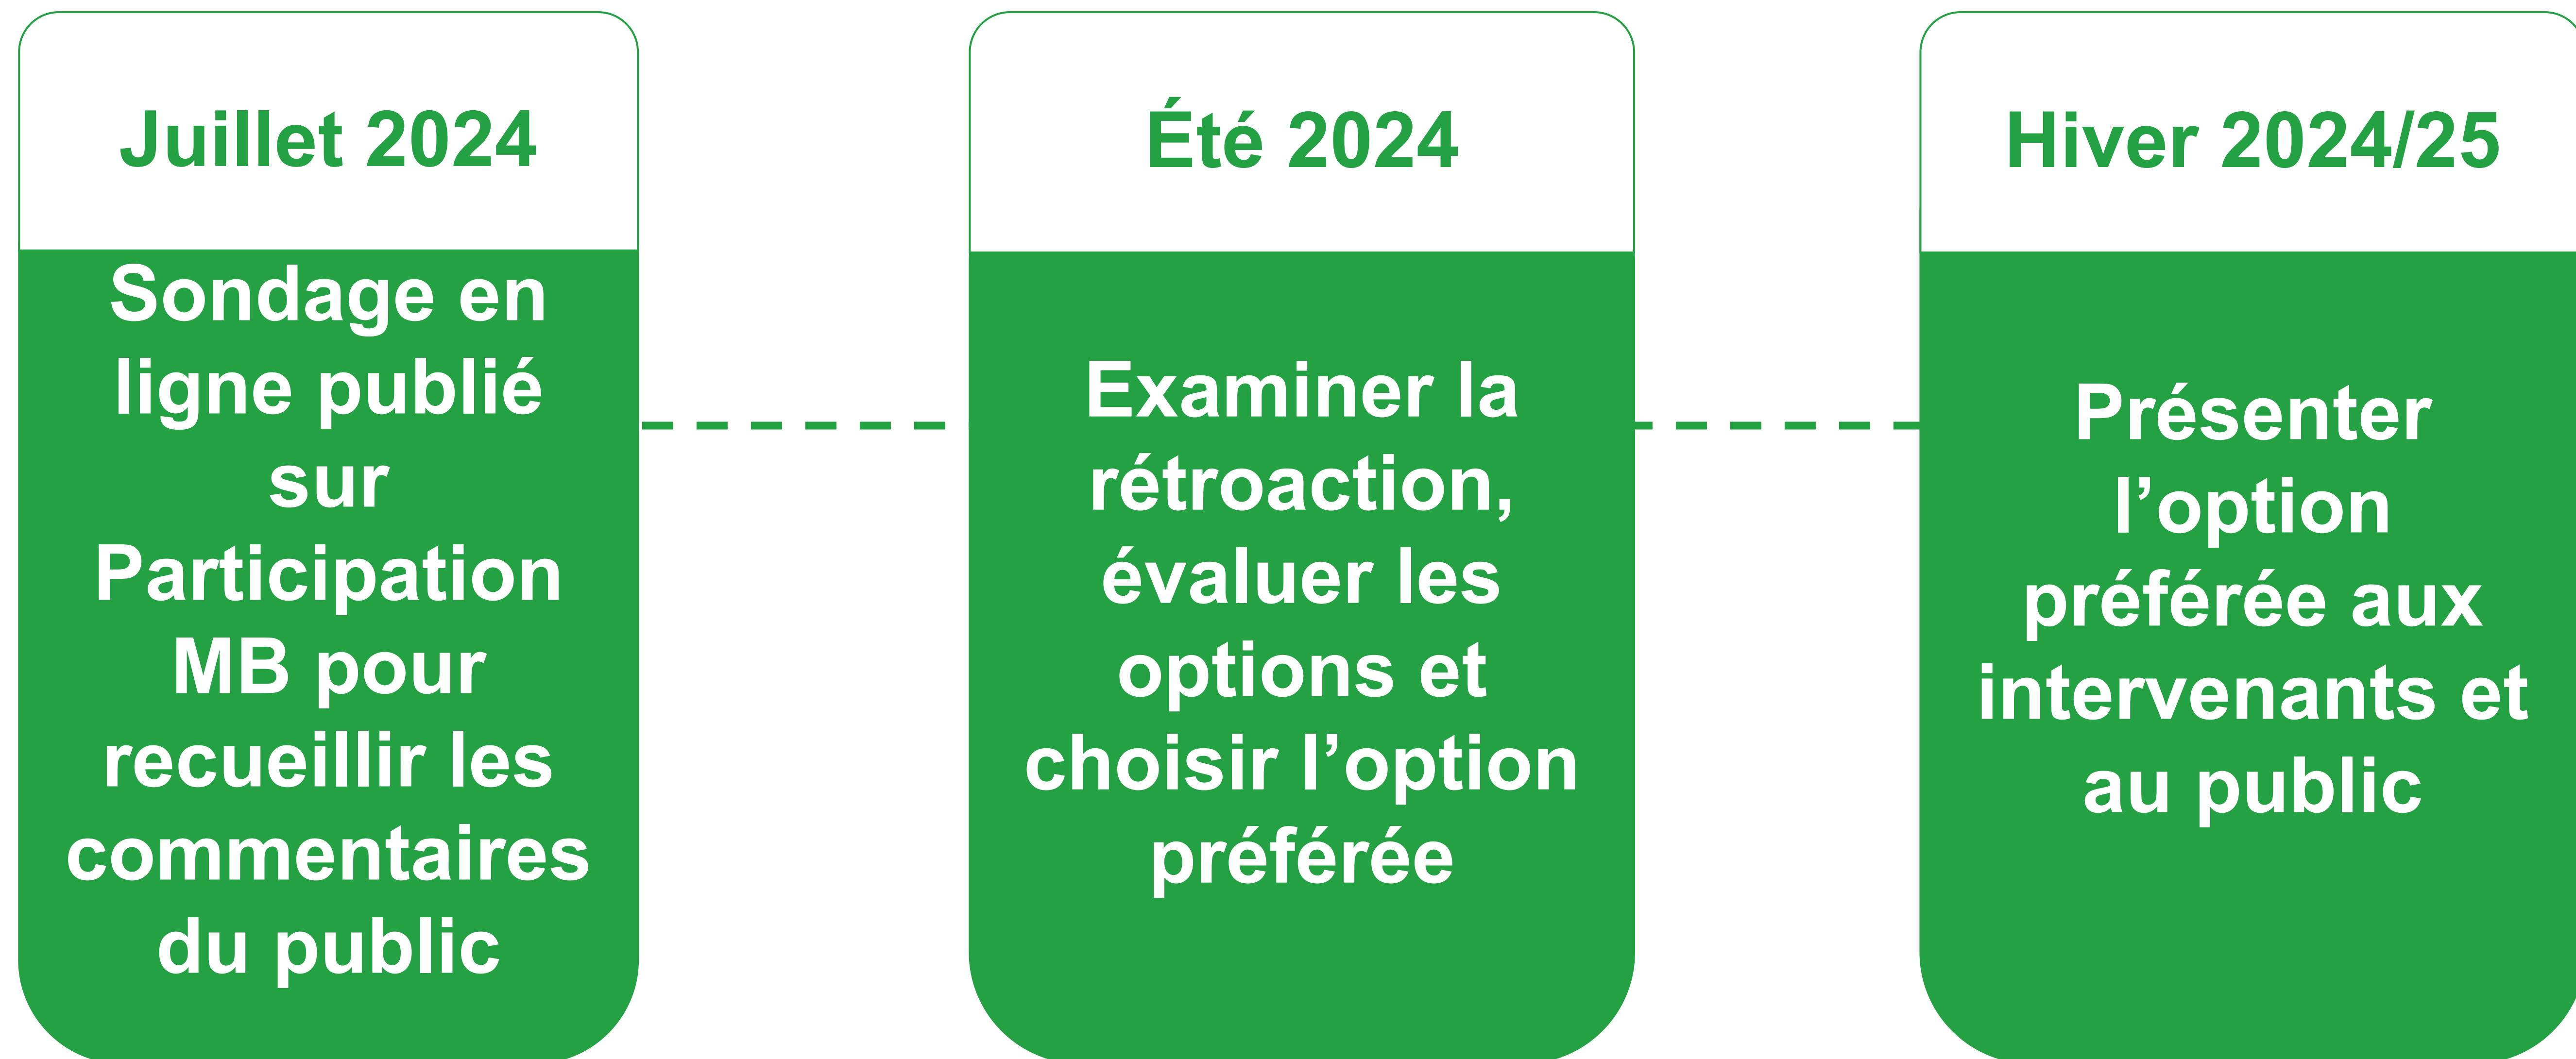 Juillet 2024
Sondage en
ligne publié
sur
Participation
MB pour
recueillir les
commentaires
du public
Été 2024
Examiner la
rétroaction,
évaluer les
options et
choisir l’option
préférée
Hiver 2024/25
Présenter
l’option
préférée aux
intervenants et
au public